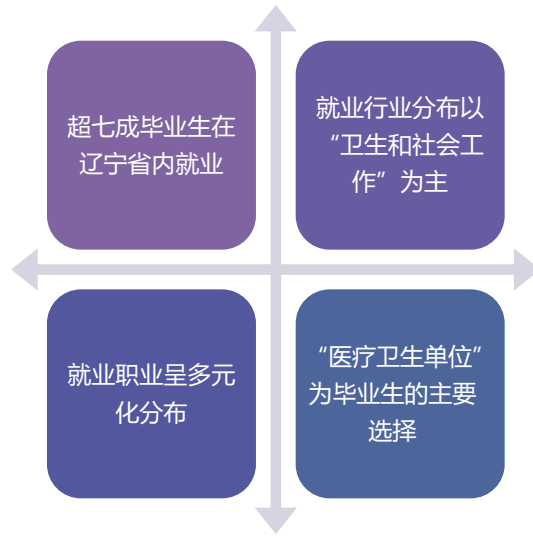 超七成毕业生在
辽宁省内就业
就业行业分布以
“卫生和社会工
作”为主
就业职业呈多元
化分布
“医疗卫生单位”
为毕业生的主要
选择